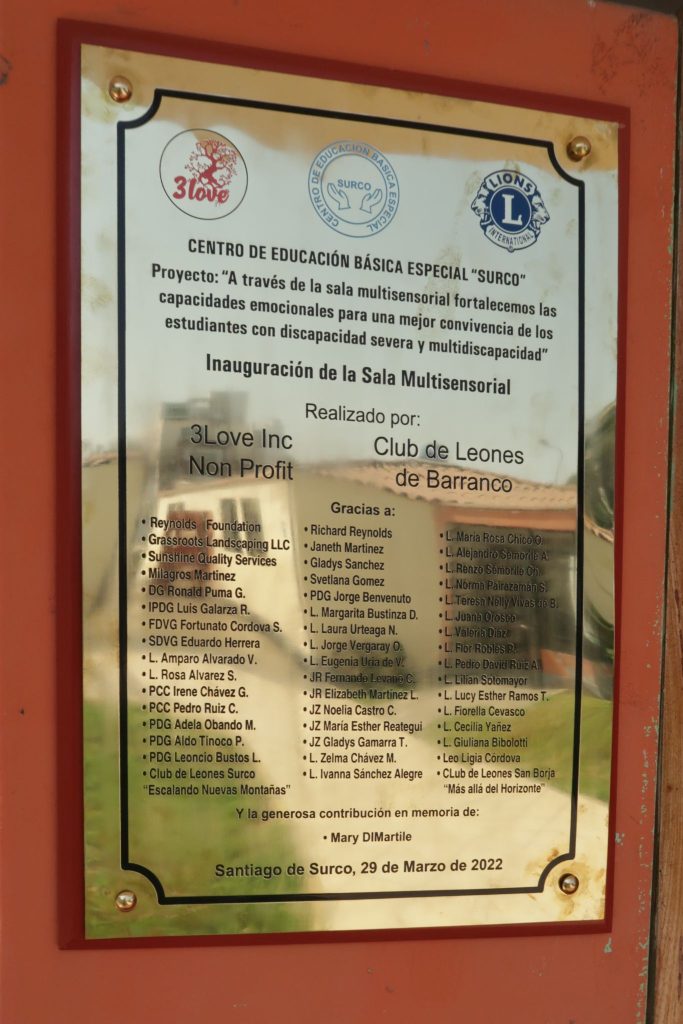 3love
CENTRO DE EDUCACIÓN BÁSICA ESPECIAL
SURCO
LIONS
L
INTERNATIONAL
CENTRO DE EDUCACIÓN BÁSICA ESPECIAL "SURCO"
Proyecto: "A través de la sala multisensorial fortalecemos las
capacidades emocionales para una mejor convivencia de los
estudiantes con discapacidad severa y multidiscapacidad"
Inauguración de la Sala Multisensorial
Realizado por:
3Love Inc
Non Profit
Club de Leones
de Barranco
Gracias a:
• Reynolds Foundation
• Grassroots Landscaping LLC
• Sunshine Quality Services
• Milagros Martinez
• DG Ronald Puma G.
• IPDG Luis Galarza R.
• FDVG Fortunato Cordova S.
• SDVG Eduardo Herrera
• L. Amparo Alvarado V.
• L. Rosa Alvarez S.
• PCC Irene Chávez G.
• PCC Pedro Ruiz C.
• PDG Adela Obando M.
• PDG Aldo Tinoco P.
• PDG Leoncio Bustos L.
• Club de Leones Surco
"Escalando Nuevas Montañas"
• Richard Reynolds
• Janeth Martinez
• Gladys Sanchez
• Svetlana Gomez
• PDG Jorge Benvenuto
• L. Margarita Bustinza D.
• L. Laura Urteaga N.
• L. Jorge Vergaray O.
• L. Eugenia Uria de V.
• JR Fernando Levano C.
• JR Elizabeth Martínez L.
• JZ Noelia Castro C.
• JZ María Esther Reategui
• JZ Gladys Gamarra T.
• L. Zelma Chávez M.
• L. Ivanna Sánchez Alegre
• L. María Rosa Chico O.
• L. Alejandro Semorile A.
• L. Renzo Semorile Ch.
• L. Norma Pairazaman S.
• L. Teresa Nelly Vivas de B.
• L. Juana Orosco
• L. Valeria Diaz
• L. Flor Robles P.
• L. Pedro David Ruiz A.
• L. Lilian Sotomayor
• L. Lucy Esther Ramos T.
• L. Fiorella Cevasco
• L. Cecilia Yañez
• L. Giuliana Bibolotti
• Leo Ligia Córdova
• CLub de Leones San Borja
"Más allá del Horizonte"
Y la generosa contribución en memoria de:
• Mary DIMartile
Santiago de Surco, 29 de Marzo de 2022